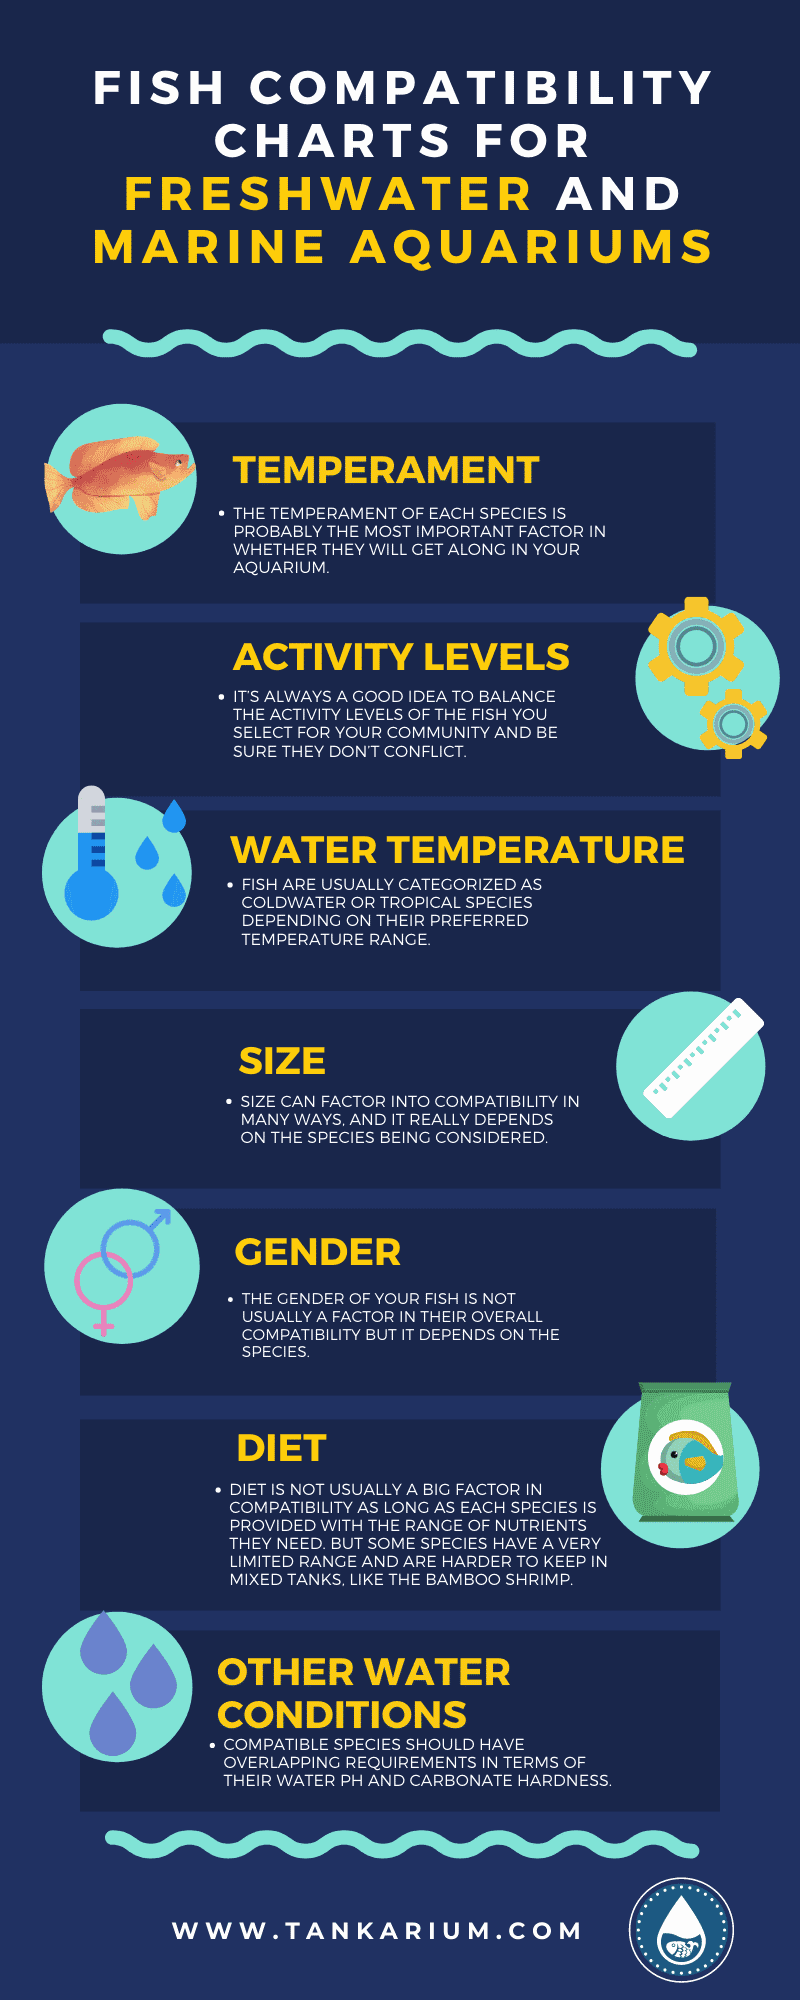 FISH COMPATIBILITY
CHARTS FOR
FRESHWATER AND
MARINE AQUARIUMS
TEMPERAMENT
• THE TEMPERAMENT OF EACH SPECIES IS
PROBABLY THE MOST IMPORTANT FACTOR IN
WHETHER THEY WILL GET ALONG IN YOUR
AQUARIUM.
ACTIVITY LEVELS
• IT'S ALWAYS A GOOD IDEA TO BALANCE
THE ACTIVITY LEVELS OF THE FISH YOU
SELECT FOR YOUR COMMUNITY AND BE
SURE THEY DON'T CONFLICT.
WATER TEMPERATURE
• FISH ARE USUALLY CATEGORIZED AS
COLDWATER OR TROPICAL SPECIES
DEPENDING ON THEIR PREFERRED
TEMPERATURE RANGE.
SIZE
• SIZE CAN FACTOR INTO COMPATIBILITY IN
MANY WAYS, AND IT REALLY DEPENDS
ON THE SPECIES BEING CONSIDERED.
GENDER
• THE GENDER OF YOUR FISH IS NOT
USUALLY A FACTOR IN THEIR OVERALL
COMPATIBILITY BUT IT DEPENDS ON THE
SPECIES.
DIET
• DIET IS NOT USUALLY A BIG FACTOR IN
COMPATIBILITY AS LONG AS EACH SPECIES IS
PROVIDED WITH THE RANGE OF NUTRIENTS
THEY NEED. BUT SOME SPECIES HAVE A VERY
LIMITED RANGE AND ARE HARDER TO KEEP IN
MIXED TANKS, LIKE THE BAMBOO SHRIMP.
OTHER WATER
CONDITIONS
• COMPATIBLE SPECIES SHOULD HAVE
OVERLAPPING REQUIREMENTS IN TERMS OF
THEIR WATER PH AND CARBONATE HARDNESS.
WWW.TANKARIUM.COM